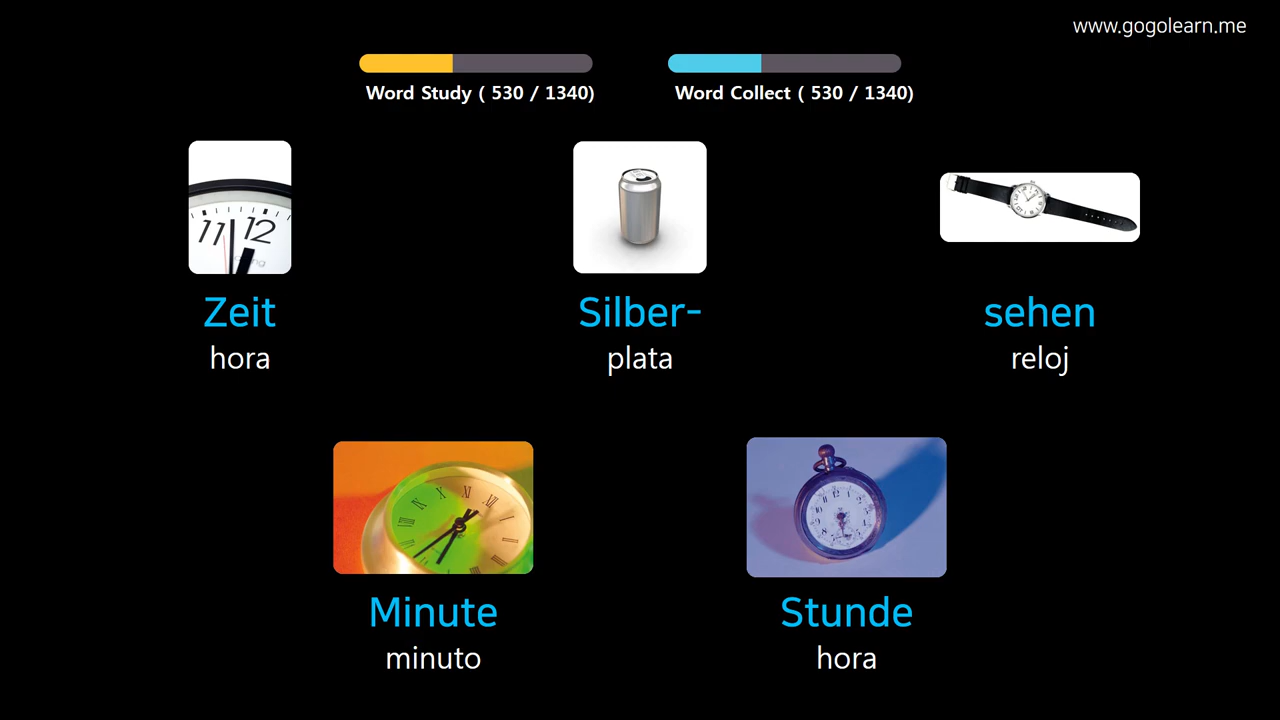 www.gogolearn.me
Word Study ( 530 / 1340)
Word Collect ( 530 / 1340)
Zeit
hora
Silber-
plata
sehen
reloj
Minute
minuto
Stunde
hora